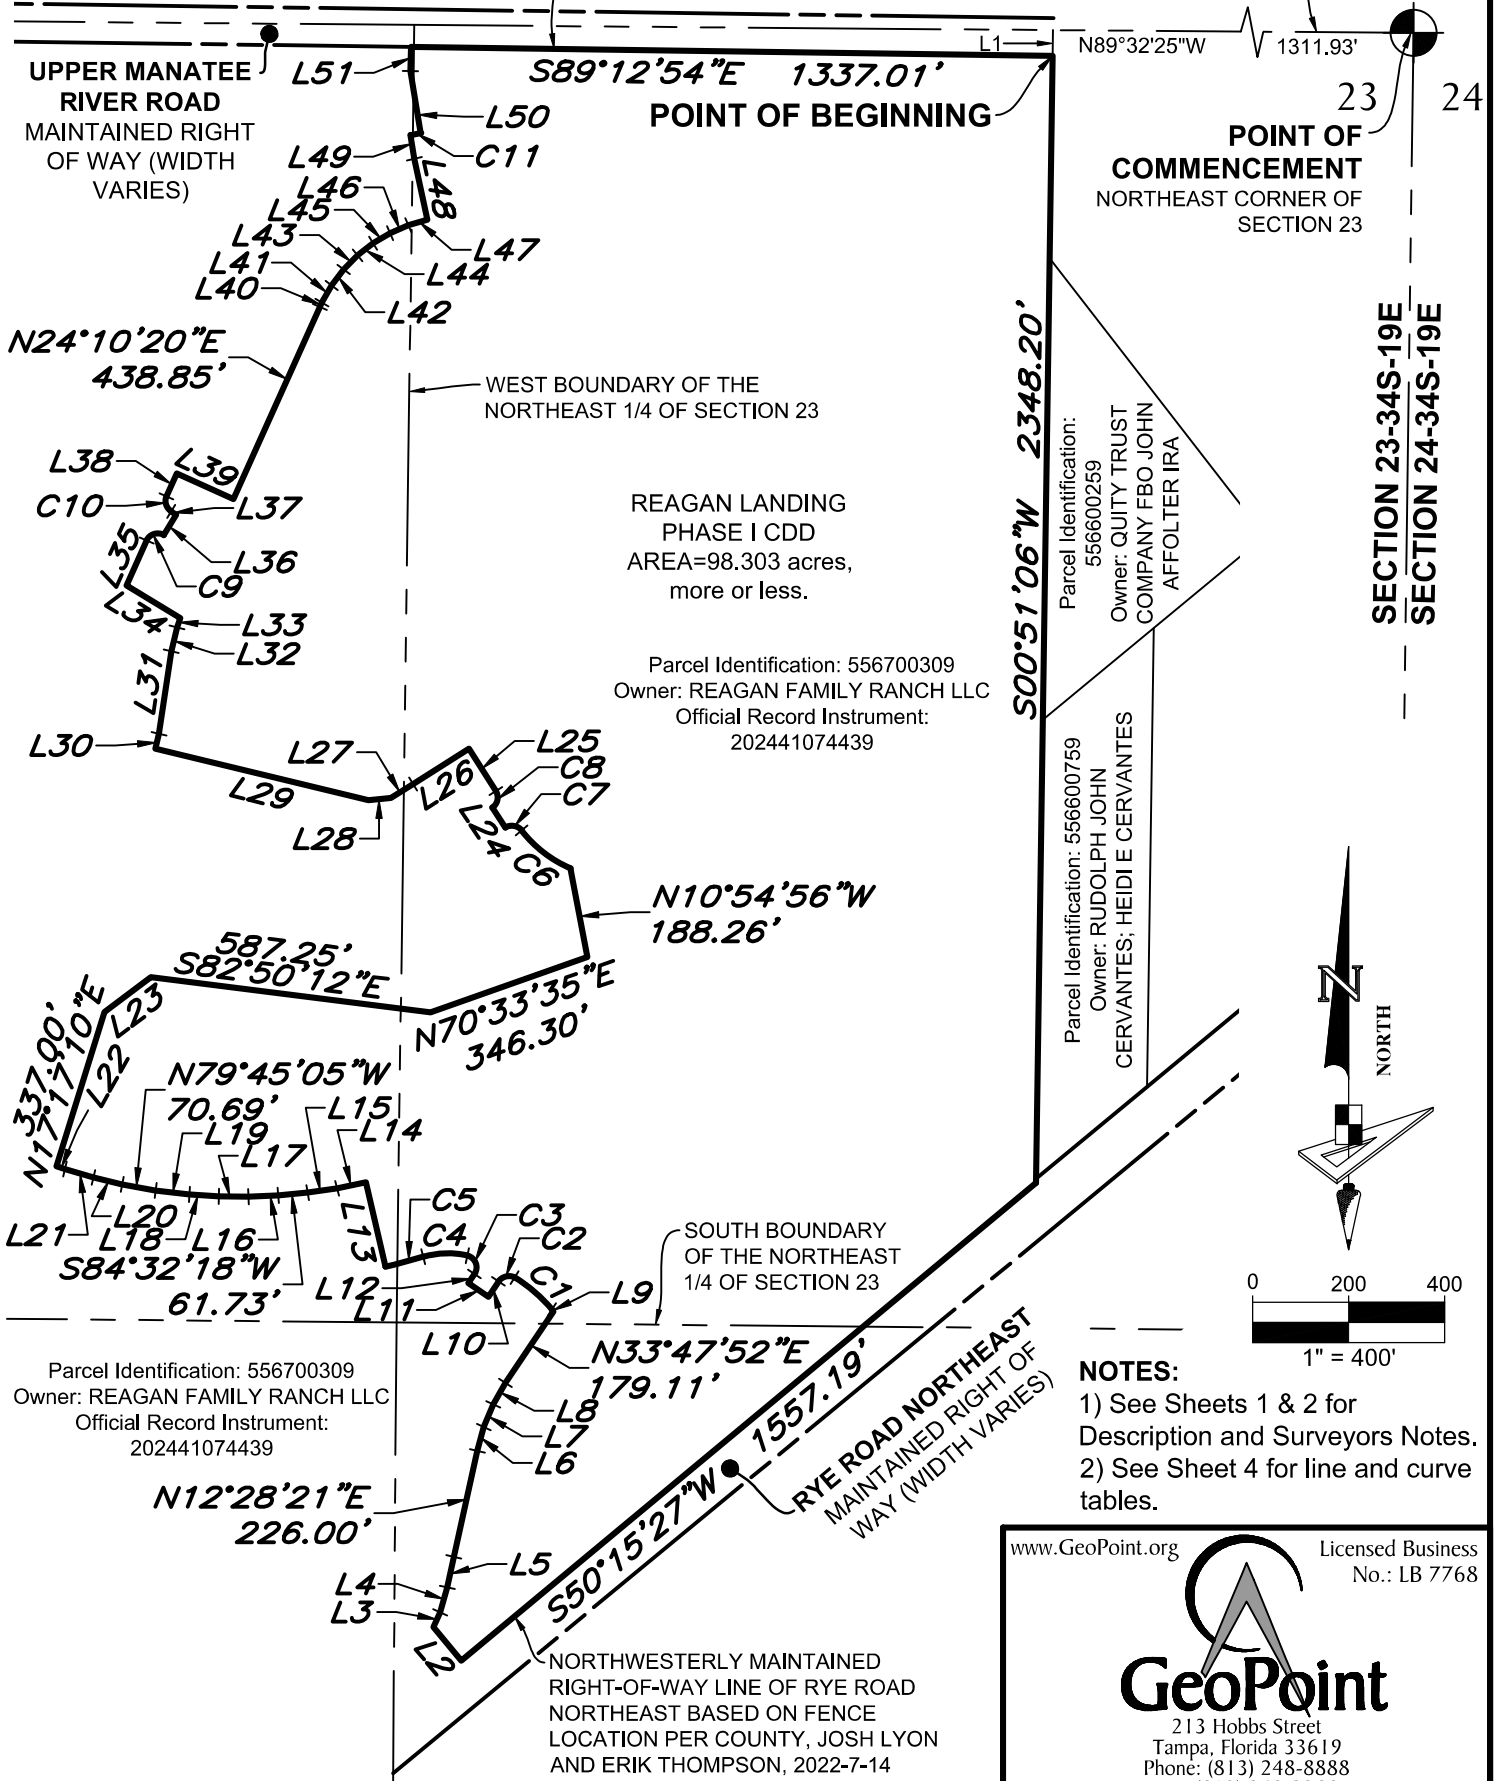 L1
N89°32'25"W
1311.93'
UPPER MANATEE
RIVER ROAD
MAINTAINED RIGHT
OF WAY (WIDTH
VARIES)
L51
S89°12'54"E 1337.01'
POINT OF BEGINNING
23 24
POINT OF
COMMENCEMENT
NORTHEAST CORNER OF
SECTION 23
L50
L49
C11
L48
L46
L45
L47
L43
L44
L41
L40
L42
N24°10'20"E
438.85'
WEST BOUNDARY OF THE
NORTHEAST 1/4 OF SECTION 23
S00°51'06"W 2348.20'
Parcel Identification:
556600259
Owner: QUITY TRUST
COMPANY FBO JOHN
AFFOLTER IRA
SECTION 23-34S-19E
SECTION 24-34S-19E
L38
L39
C10
L37
L35
L36
C9
L34
L33
L32
L31
L30
REAGAN LANDING
PHASE I CDD
AREA=98.303 acres,
more or less.
Parcel Identification: 556700309
Owner: REAGAN FAMILY RANCH LLC
Official Record Instrument:
202441074439
L27
L25
C8
L26
C7
L29
L24
L28
C6
Parcel Identification: 556600759
Owner: RUDOLPH JOHN
CERVANTES; HEIDI E CERVANTES
N10°54'56"W
188.26'
587.25'
S82°50'12"E
N70°33'35"E
346.30'
N
NORTH
337.00'
N17°17'10"E
L23
L22
N79°45'05"W
70.69'
L15
L19
L14
L17
L21
L20
L18
L16
S84°32'18"W
61.73'
L13
C5
C4
C3
C2
C1
L12
L11
L10
L9
SOUTH BOUNDARY
OF THE NORTHEAST
1/4 OF SECTION 23
0 200 400
1" = 400'
Parcel Identification: 556700309
Owner: REAGAN FAMILY RANCH LLC
Official Record Instrument:
202441074439
N33°47'52"E
179.11'
L8
L7
L6
N12°28'21"E
226.00'
L5
L4
L3
L2
S50°15'27"W 1557.19'
RYE ROAD NORTHEAST
MAINTAINED RIGHT OF
WAY (WIDTH VARIES)
NOTES:
1) See Sheets 1 & 2 for
Description and Surveyors Notes.
2) See Sheet 4 for line and curve
tables.
NORTHWESTERLY MAINTAINED
RIGHT-OF-WAY LINE OF RYE ROAD
NORTHEAST BASED ON FENCE
LOCATION PER COUNTY, JOSH LYON
AND ERIK THOMPSON, 2022-7-14
www.GeoPoint.org
Licensed Business
No.: LB 7768
GeoPoint
213 Hobbs Street
Tampa, Florida 33619
Phone: (813) 248-8888